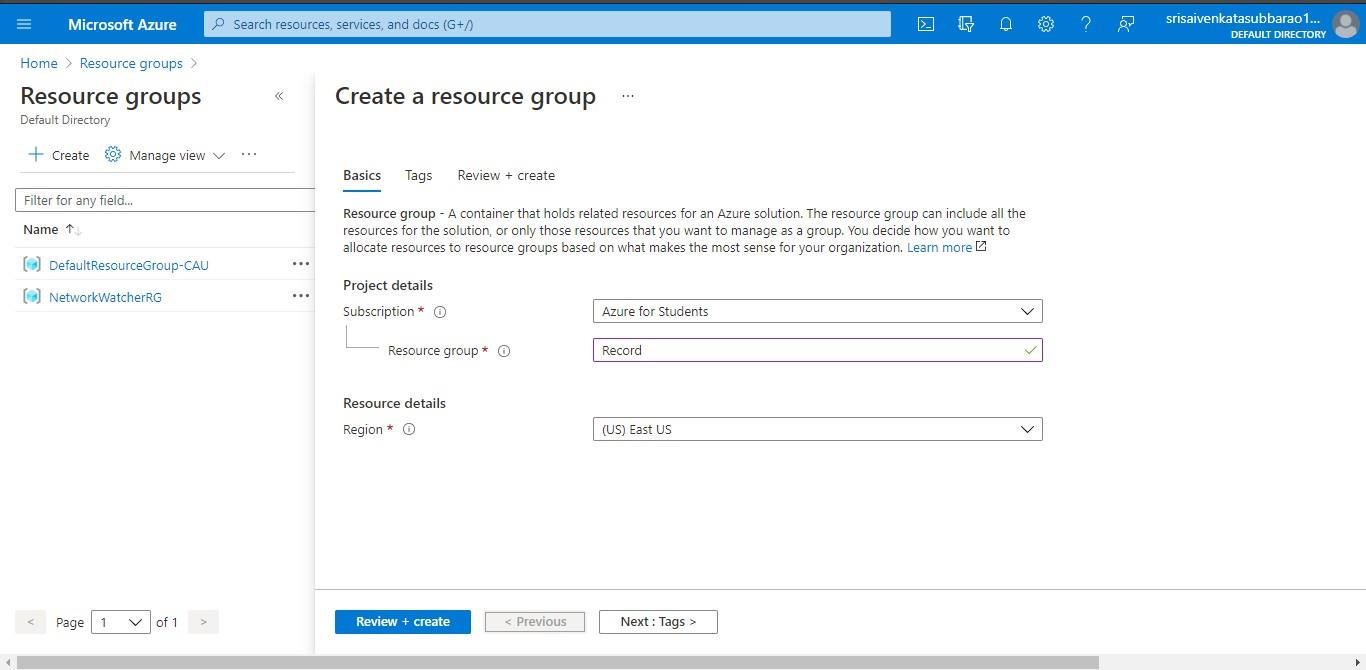 Microsoft Azure
Search resources, services, and docs (G+/)
srisaivenkatasubbarao1...
DEFAULT DIRECTORY
Home > Resource groups >
Resource groups
Default Directory
Create Manage view ...
Filter for any field...
Name
DefaultResourceGroup-CAU ...
NetworkWatcherRG ...
< Page 1 of 1 >
Create a resource group ...
Basics Tags Review + create
Resource group - A container that holds related resources for an Azure solution. The resource group can include all the
resources for the solution, or only those resources that you want to manage as a group. You decide how you want to
allocate resources to resource groups based on what makes the most sense for your organization. Learn more
Project details
Subscription * Azure for Students
Resource group * Record
Resource details
Region * (US) East US
Review + create < Previous Next : Tags >